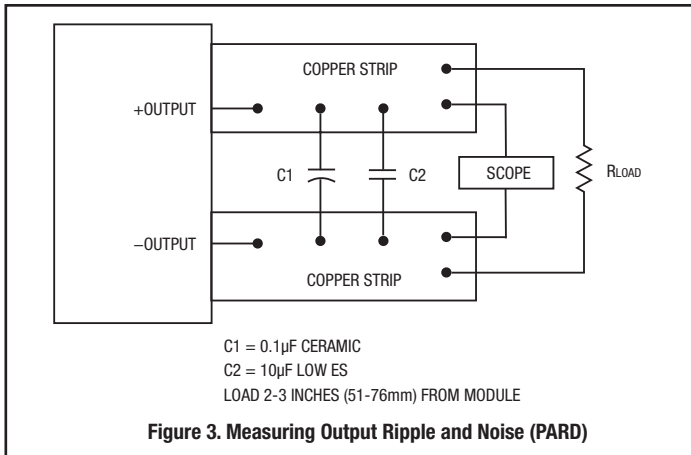 COPPER STRIP
+OUTPUT
C1
C2
SCOPE
RLOAD
−OUTPUT
COPPER STRIP
C1 = 0.1µF CERAMIC
C2 = 10µF LOW ES
LOAD 2-3 INCHES (51-76mm) FROM MODULE
Figure 3. Measuring Output Ripple and Noise (PARD)